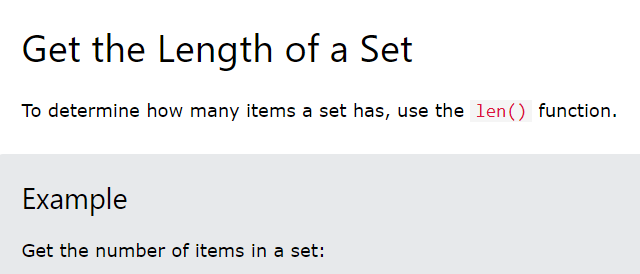 Get the Length of a Set
To determine how many items a set has, use the len() function.
Example
Get the number of items in a set: